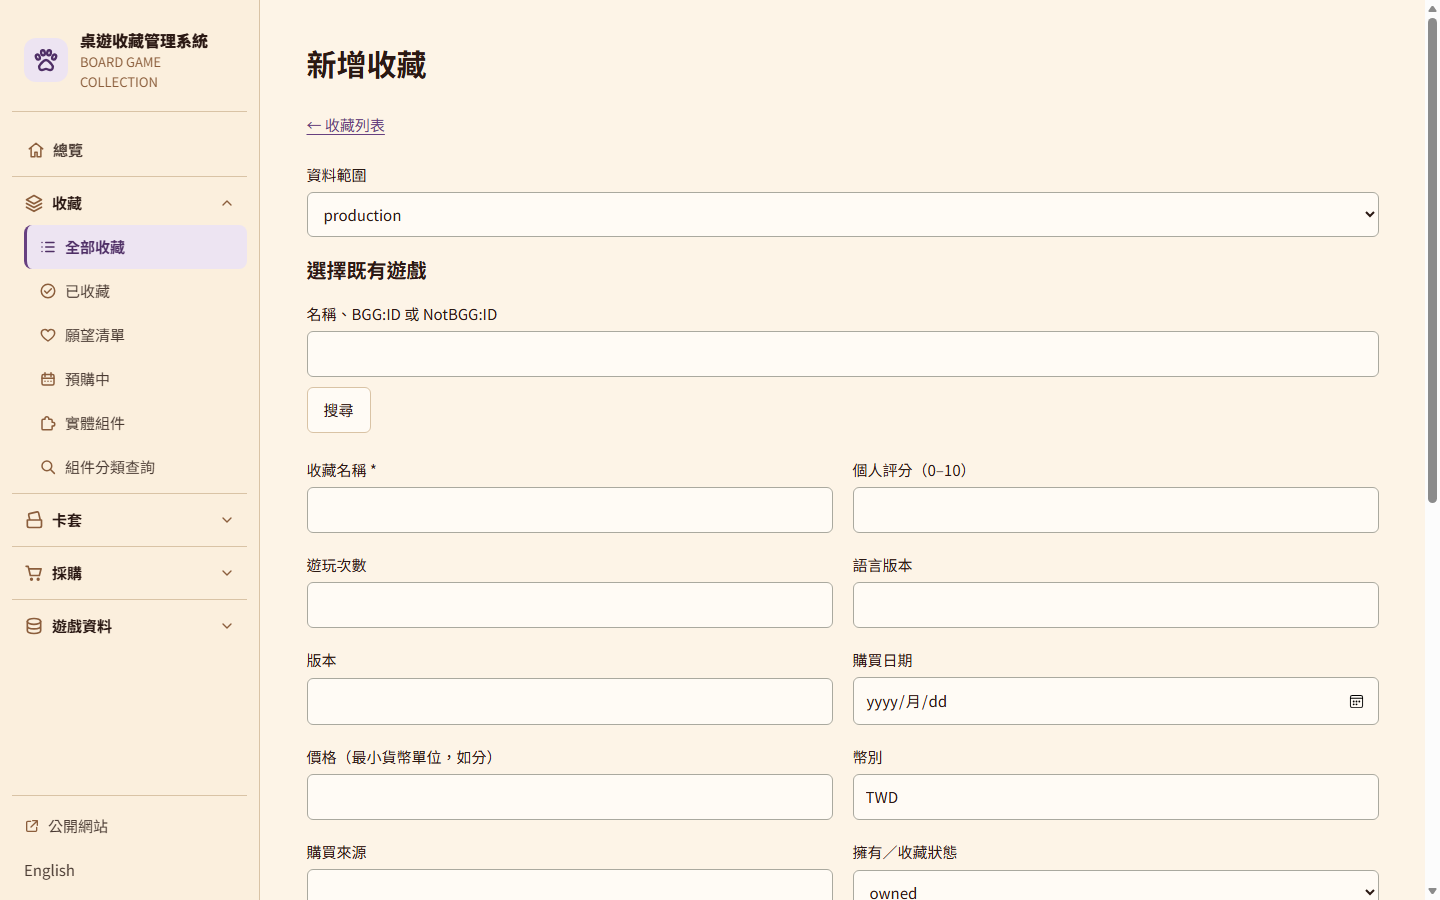 桌遊收藏管理系統
BOARD GAME
COLLECTION
總覽
收藏
全部收藏
已收藏
願望清單
預購中
實體組件
組件分類查詢
卡套
採購
遊戲資料
公開網站
English
新增收藏
← 收藏列表
資料範圍
production
選擇既有遊戲
名稱、BGG:ID 或 NotBGG:ID
搜尋
收藏名稱 *
個人評分（0–10）
遊玩次數
語言版本
版本
購買日期
yyyy/月/dd
價格（最小貨幣單位，如分）
幣別
TWD
購買來源
擁有／收藏狀態
owned